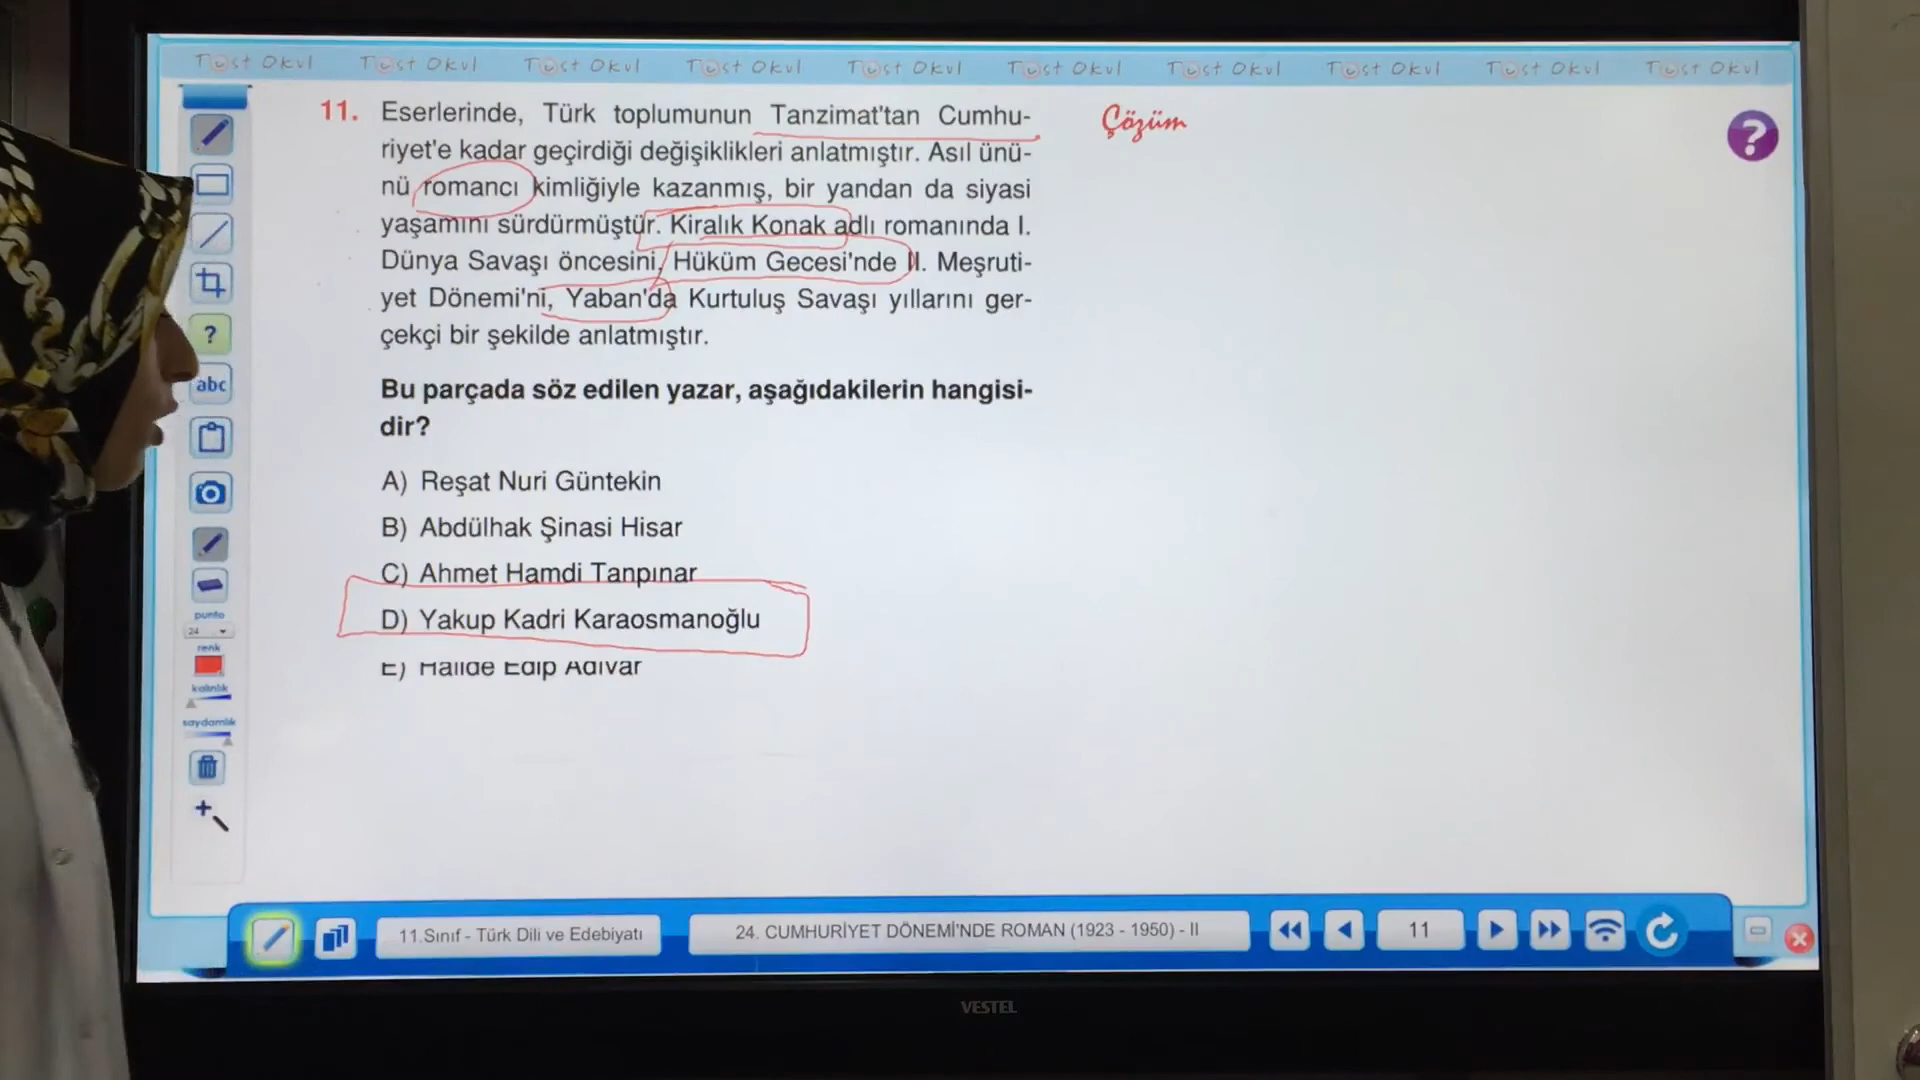 Test Okul Test Okul Test Okul Test Okul Test Okul Test Okul Test Okul Test Okul Test Okul Test Okul
11. Eserlerinde, Türk toplumunun Tanzimat'tan Cumhu-
riyet'e kadar geçirdiği değişiklikleri anlatmıştır. Asıl ünü-
nü romancı kimliğiyle kazanmış, bir yandan da siyasi
yaşamını sürdürmüştür. Kiralık Konak adlı romanında I.
Dünya Savaşı öncesini, Hüküm Gecesi'nde II. Meşruti-
yet Dönemi'ni, Yaban'da Kurtuluş Savaşı yıllarını ger-
çekçi bir şekilde anlatmıştır.
Bu parçada söz edilen yazar, aşağıdakilerin hangisi-
dir?
A) Reşat Nuri Güntekin
B) Abdülhak Şinasi Hisar
C) Ahmet Hamdi Tanpınar
D) Yakup Kadri Karaosmanoğlu
E) Halide Edip Adıvar
Çözüm
?
?
abc
punto
24
renk
kalınlık
saydamlık
11.Sınıf - Türk Dili ve Edebiyatı
24. CUMHURİYET DÖNEMİ'NDE ROMAN (1923 - 1950) - II
11
VESTEL